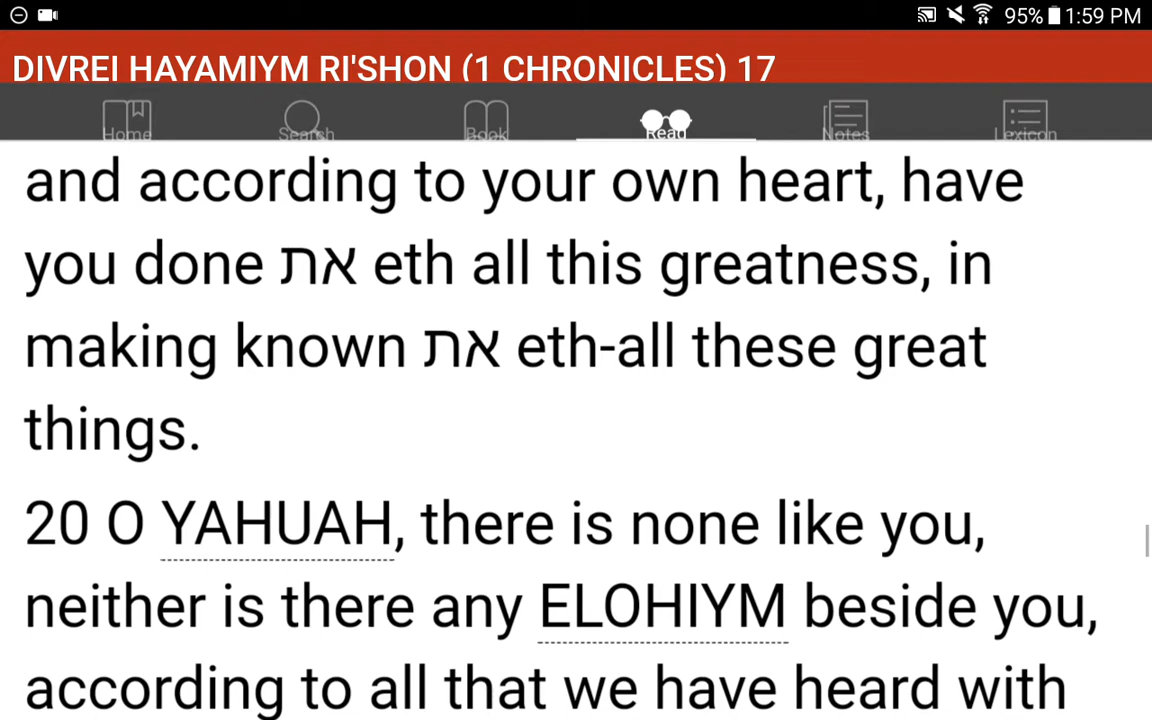 95% 1:59 PM
DIVREI HAYAMIYM RI'SHON (1 CHRONICLES) 17
Home Search Book Read Notes Lexicon
and according to your own heart, have
you done את eth all this greatness, in
making known את eth-all these great
things.
20 O YAHUAH, there is none like you,
neither is there any ELOHIYM beside you,
according to all that we have heard with